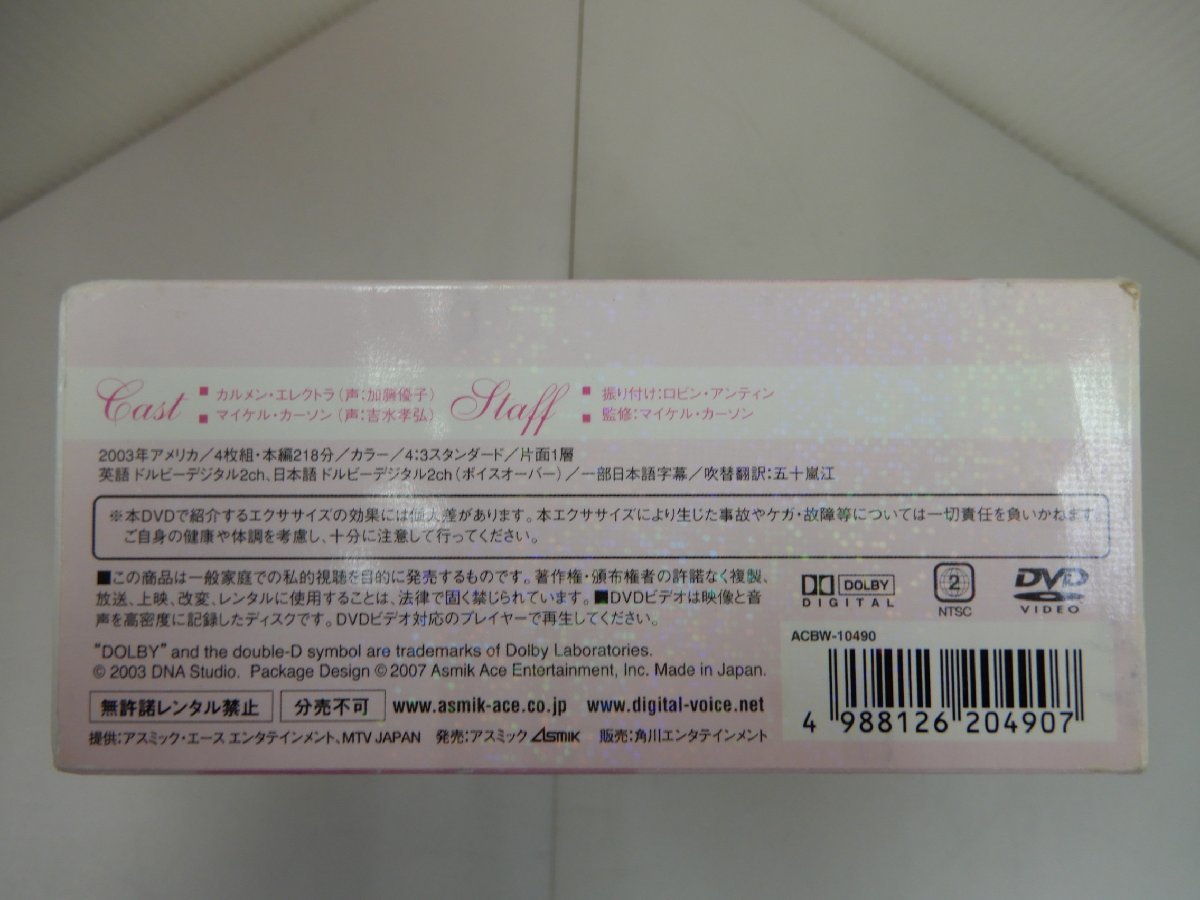 Cast
■カルメン・エレクトラ（声：加藤優子）
■マイケル・カーソン（声：吉水孝弘）
Staff
■振り付け：ロビン・アンティン
■監修：マイケル・カーソン
2003年アメリカ／4枚組・本編218分／カラー／4：3スタンダード／片面1層
英語 ドルビーデジタル2ch、日本語 ドルビーデジタル2ch（ボイスオーバー）／一部日本語字幕／吹替翻訳：五十嵐江
※本DVDで紹介するエクササイズの効果には個人差があります。本エクササイズにより生じた事故やケガ・故障等については一切責任を負いかねます。
ご自身の健康や体調を考慮し、十分に注意して行ってください。
■この商品は一般家庭での私的視聴を目的に発売するものです。著作権・頒布権者の許諾なく複製、
放送、上映、改変、レンタルに使用することは、法律で固く禁じられています。■DVDビデオは映像と音
声を高密度に記録したディスクです。DVDビデオ対応のプレイヤーで再生してください。
DOLBY
DIGITAL
2
NTSC
DVD
VIDEO
"DOLBY" and the double-D symbol are trademarks of Dolby Laboratories.
© 2003 DNA Studio. Package Design © 2007 Asmik Ace Entertainment, Inc. Made in Japan.
無許諾レンタル禁止 分売不可 www.asmik-ace.co.jp www.digital-voice.net
提供：アスミック・エース エンタテインメント、MTV JAPAN 発売：アスミック Asmik 販売：角川エンタテインメント
ACBW-10490
4 988126 204907